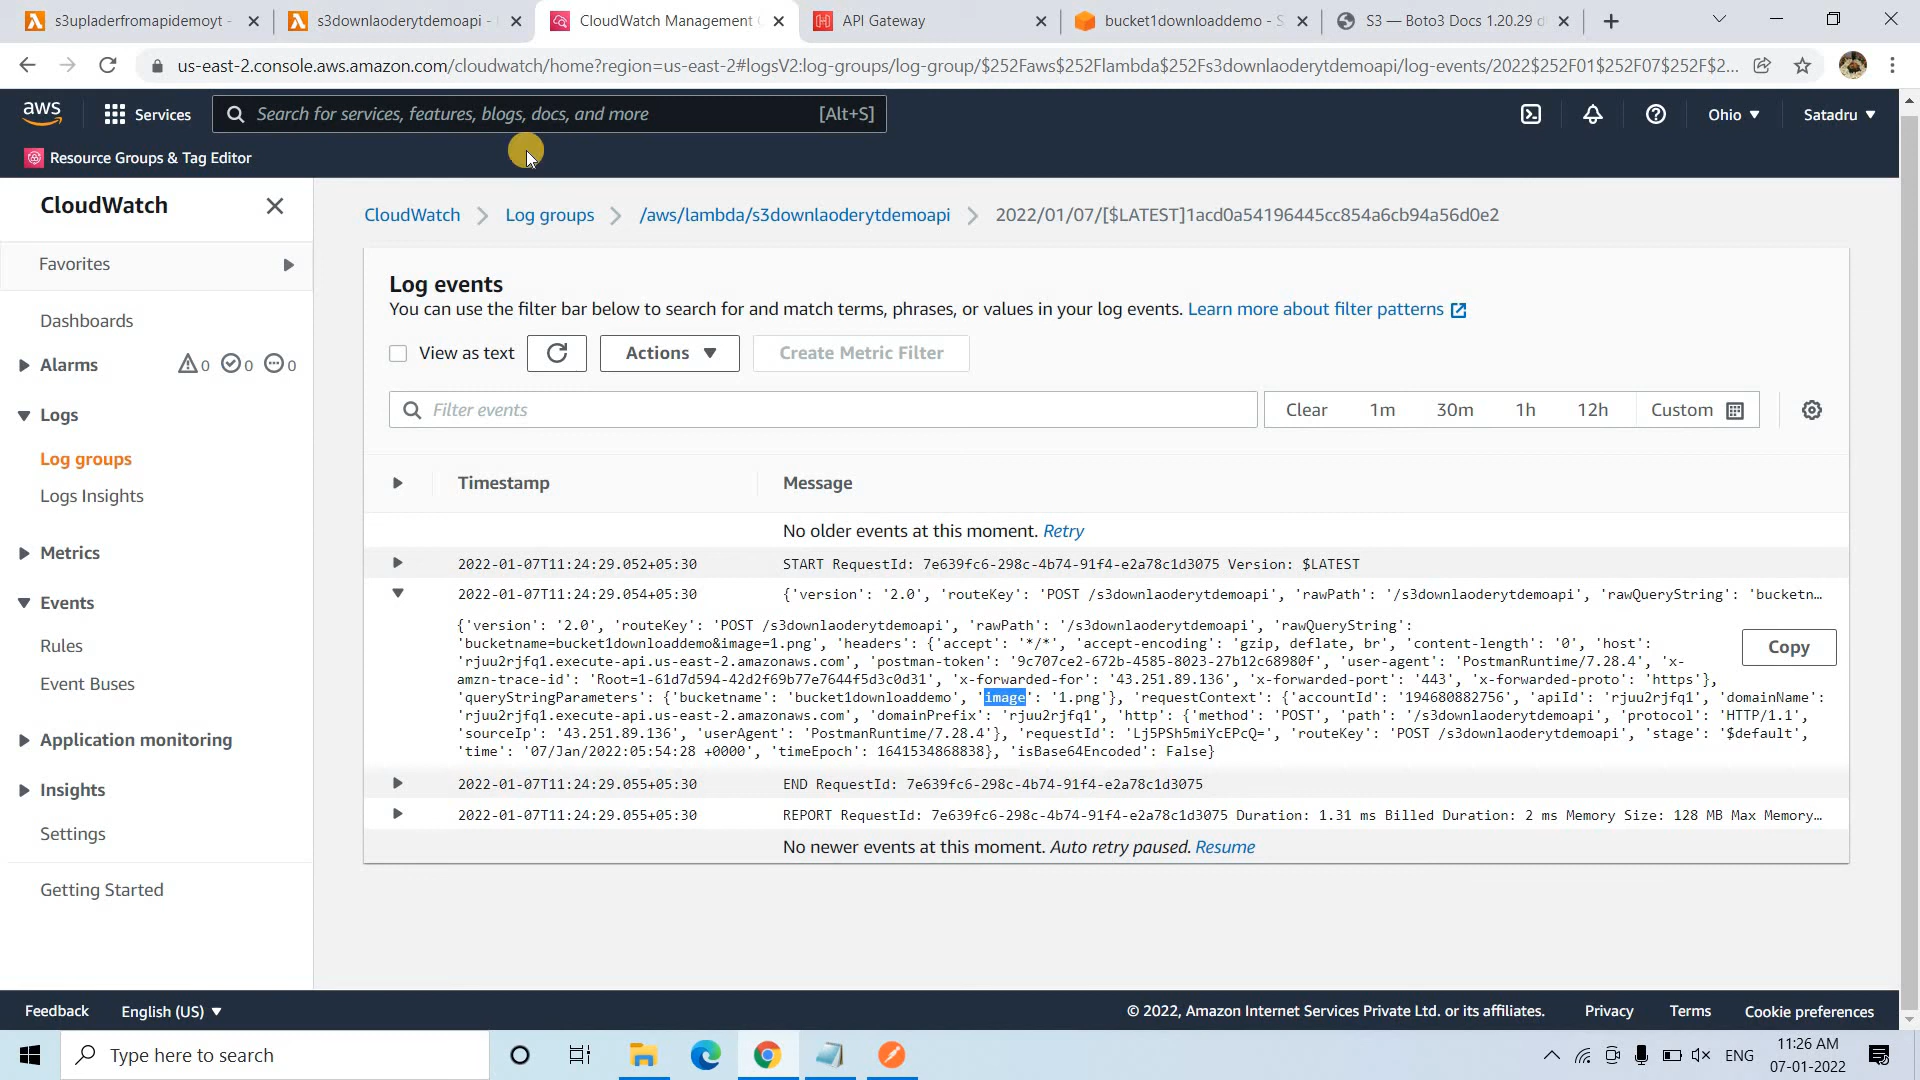 s3upladerfromapidemoyt -
s3downlaoderytdemoapi -
CloudWatch Management
API Gateway
bucket1downloaddemo - S
S3 — Boto3 Docs 1.20.29 d
us-east-2.console.aws.amazon.com/cloudwatch/home?region=us-east-2#logsV2:log-groups/log-group/$252Faws$252Flambda$252Fs3downlaoderytdemoapi/log-events/2022$252F01$252F07$252F$2...
aws
Services
Search for services, features, blogs, docs, and more
[Alt+S]
Ohio
Satadru
Resource Groups & Tag Editor
CloudWatch
Favorites
Dashboards
Alarms
0
0
0
Logs
Log groups
Logs Insights
Metrics
Events
Rules
Event Buses
Application monitoring
Insights
Settings
Getting Started
CloudWatch
Log groups
/aws/lambda/s3downlaoderytdemoapi
2022/01/07/[$LATEST]1acd0a54196445cc854a6cb94a56d0e2
Log events
You can use the filter bar below to search for and match terms, phrases, or values in your log events. Learn more about filter patterns
View as text
Actions
Create Metric Filter
Filter events
Clear
1m
30m
1h
12h
Custom
Timestamp
Message
No older events at this moment. Retry
2022-01-07T11:24:29.052+05:30
START RequestId: 7e639fc6-298c-4b74-91f4-e2a78c1d3075 Version: $LATEST
2022-01-07T11:24:29.054+05:30
{'version': '2.0', 'routeKey': 'POST /s3downlaoderytdemoapi', 'rawPath': '/s3downlaoderytdemoapi', 'rawQueryString': 'bucketn…
{'version': '2.0', 'routeKey': 'POST /s3downlaoderytdemoapi', 'rawPath': '/s3downlaoderytdemoapi', 'rawQueryString':
'bucketname=bucket1downloaddemo&image=1.png', 'headers': {'accept': '*/*', 'accept-encoding': 'gzip, deflate, br', 'content-length': '0', 'host':
'rjuu2rjfq1.execute-api.us-east-2.amazonaws.com', 'postman-token': '9c707ce2-672b-4585-8023-27b12c68980f', 'user-agent': 'PostmanRuntime/7.28.4', 'x-
amzn-trace-id': 'Root=1-61d7d594-42d2f69b77e7644f5d3c0d31', 'x-forwarded-for': '43.251.89.136', 'x-forwarded-port': '443', 'x-forwarded-proto': 'https'},
'queryStringParameters': {'bucketname': 'bucket1downloaddemo', 'image': '1.png'}, 'requestContext': {'accountId': '194680882756', 'apiId': 'rjuu2rjfq1', 'domainName':
'rjuu2rjfq1.execute-api.us-east-2.amazonaws.com', 'domainPrefix': 'rjuu2rjfq1', 'http': {'method': 'POST', 'path': '/s3downlaoderytdemoapi', 'protocol': 'HTTP/1.1',
'sourceIp': '43.251.89.136', 'userAgent': 'PostmanRuntime/7.28.4'}, 'requestId': 'Lj5PSh5miYcEPcQ=', 'routeKey': 'POST /s3downlaoderytdemoapi', 'stage': '$default',
'time': '07/Jan/2022:05:54:28 +0000', 'timeEpoch': 1641534868838}, 'isBase64Encoded': False}
Copy
2022-01-07T11:24:29.055+05:30
END RequestId: 7e639fc6-298c-4b74-91f4-e2a78c1d3075
2022-01-07T11:24:29.055+05:30
REPORT RequestId: 7e639fc6-298c-4b74-91f4-e2a78c1d3075 Duration: 1.31 ms Billed Duration: 2 ms Memory Size: 128 MB Max Memory…
No newer events at this moment. Auto retry paused. Resume
Feedback
English (US)
© 2022, Amazon Internet Services Private Ltd. or its affiliates.
Privacy
Terms
Cookie preferences
Type here to search
ENG
11:26 AM
07-01-2022